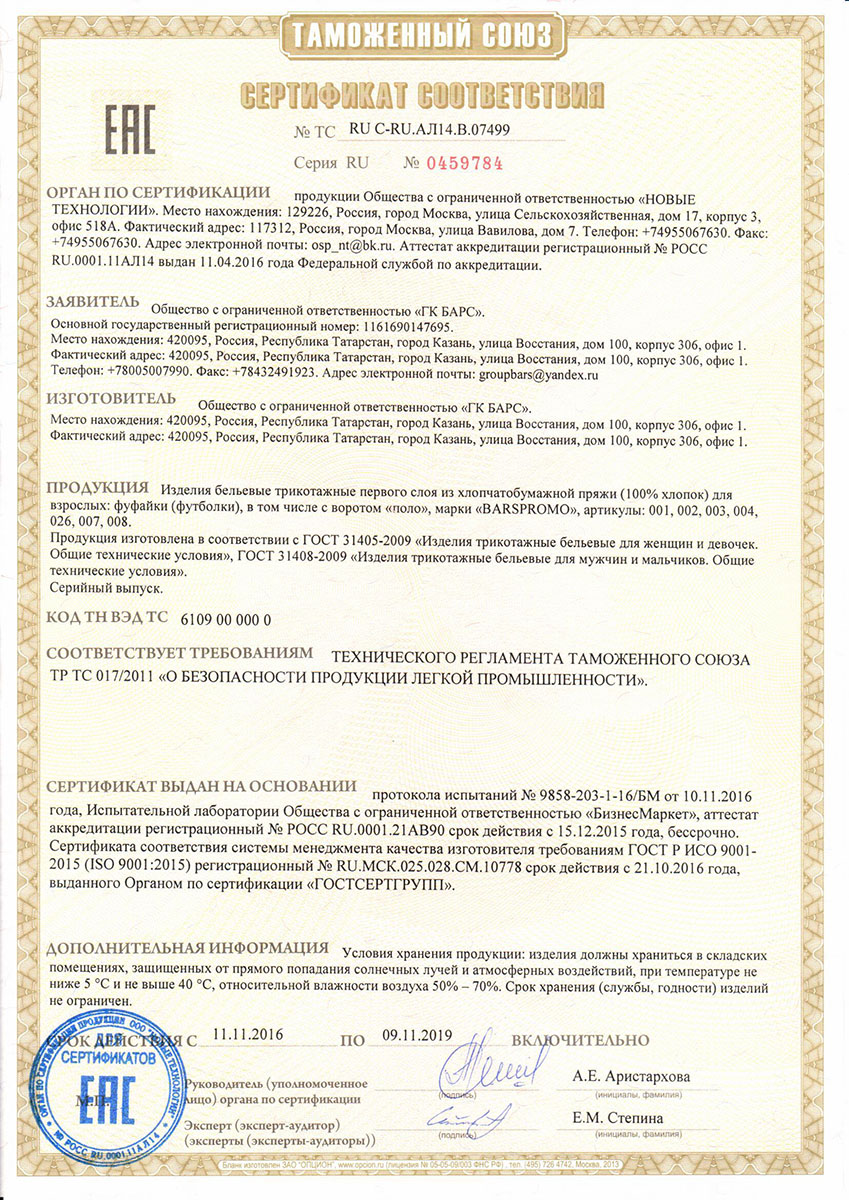 ТАМОЖЕННЫЙ СОЮЗ
СЕРТИФИКАТ СООТВЕТСТВИЯ
ЕАС
№ ТС RU С-RU.АЛ14.В.07499
Серия RU № 0459784
ОРГАН ПО СЕРТИФИКАЦИИ продукции Общества с ограниченной ответственностью «НОВЫЕ
ТЕХНОЛОГИИ». Место нахождения: 129226, Россия, город Москва, улица Сельскохозяйственная, дом 17, корпус 3,
офис 518А. Фактический адрес: 117312, Россия, город Москва, улица Вавилова, дом 7. Телефон: +74955067630. Факс:
+74955067630. Адрес электронной почты: osp_nt@bk.ru. Аттестат аккредитации регистрационный № РОСС
RU.0001.11АЛ14 выдан 11.04.2016 года Федеральной службой по аккредитации.
ЗАЯВИТЕЛЬ Общество с ограниченной ответственностью «ГК БАРС».
Основной государственный регистрационный номер: 1161690147695.
Место нахождения: 420095, Россия, Республика Татарстан, город Казань, улица Восстания, дом 100, корпус 306, офис 1.
Фактический адрес: 420095, Россия, Республика Татарстан, город Казань, улица Восстания, дом 100, корпус 306, офис 1.
Телефон: +78005007990. Факс: +78432491923. Адрес электронной почты: groupbars@yandex.ru
ИЗГОТОВИТЕЛЬ Общество с ограниченной ответственностью «ГК БАРС».
Место нахождения: 420095, Россия, Республика Татарстан, город Казань, улица Восстания, дом 100, корпус 306, офис 1.
Фактический адрес: 420095, Россия, Республика Татарстан, город Казань, улица Восстания, дом 100, корпус 306, офис 1.
ПРОДУКЦИЯ Изделия бельевые трикотажные первого слоя из хлопчатобумажной пряжи (100% хлопок) для
взрослых: фуфайки (футболки), в том числе с воротом «поло», марки «BARSPROMO», артикулы: 001, 002, 003, 004,
026, 007, 008.
Продукция изготовлена в соответствии с ГОСТ 31405-2009 «Изделия трикотажные бельевые для женщин и девочек.
Общие технические условия», ГОСТ 31408-2009 «Изделия трикотажные бельевые для мужчин и мальчиков. Общие
технические условия».
Серийный выпуск.
КОД ТН ВЭД ТС 6109 00 000 0
СООТВЕТСТВУЕТ ТРЕБОВАНИЯМ ТЕХНИЧЕСКОГО РЕГЛАМЕНТА ТАМОЖЕННОГО СОЮЗА
ТР ТС 017/2011 «О БЕЗОПАСНОСТИ ПРОДУКЦИИ ЛЕГКОЙ ПРОМЫШЛЕННОСТИ».
СЕРТИФИКАТ ВЫДАН НА ОСНОВАНИИ протокола испытаний № 9858-203-1-16/БМ от 10.11.2016
года, Испытательной лаборатории Общества с ограниченной ответственностью «БизнесМаркет», аттестат
аккредитации регистрационный № РОСС RU.0001.21АВ90 срок действия с 15.12.2015 года, бессрочно.
Сертификата соответствия системы менеджмента качества изготовителя требованиям ГОСТ Р ИСО 9001-
2015 (ISO 9001:2015) регистрационный № RU.МСК.025.028.СМ.10778 срок действия с 21.10.2016 года,
выданного Органом по сертификации «ГОСТСЕРТГРУПП».
ДОПОЛНИТЕЛЬНАЯ ИНФОРМАЦИЯ Условия хранения продукции: изделия должны храниться в складских
помещениях, защищенных от прямого попадания солнечных лучей и атмосферных воздействий, при температуре не
ниже 5 °С и не выше 40 °С, относительной влажности воздуха 50% – 70%. Срок хранения (службы, годности) изделий
не ограничен.
СРОК ДЕЙСТВИЯ С 11.11.2016 ПО 09.11.2019 ВКЛЮЧИТЕЛЬНО
ОРГАН ПО СЕРТИФИКАЦИИ ПРОДУКЦИИ ООО "НОВЫЕ ТЕХНОЛОГИИ"
ДЛЯ
СЕРТИФИКАТОВ
ЕАС
№ РОСС RU.0001.11АЛ14
М.П.
Руководитель (уполномоченное
лицо) органа по сертификации
(подпись)
А.Е. Аристархова
(инициалы, фамилия)
Эксперт (эксперт-аудитор)
(эксперты (эксперты-аудиторы))
(подпись)
Е.М. Степина
(инициалы, фамилия)
Бланк изготовлен ЗАО "ОПЦИОН", www.opcion.ru (лицензия № 05-05-09/003 ФНС РФ), тел. (495) 726 4742, Москва, 2013